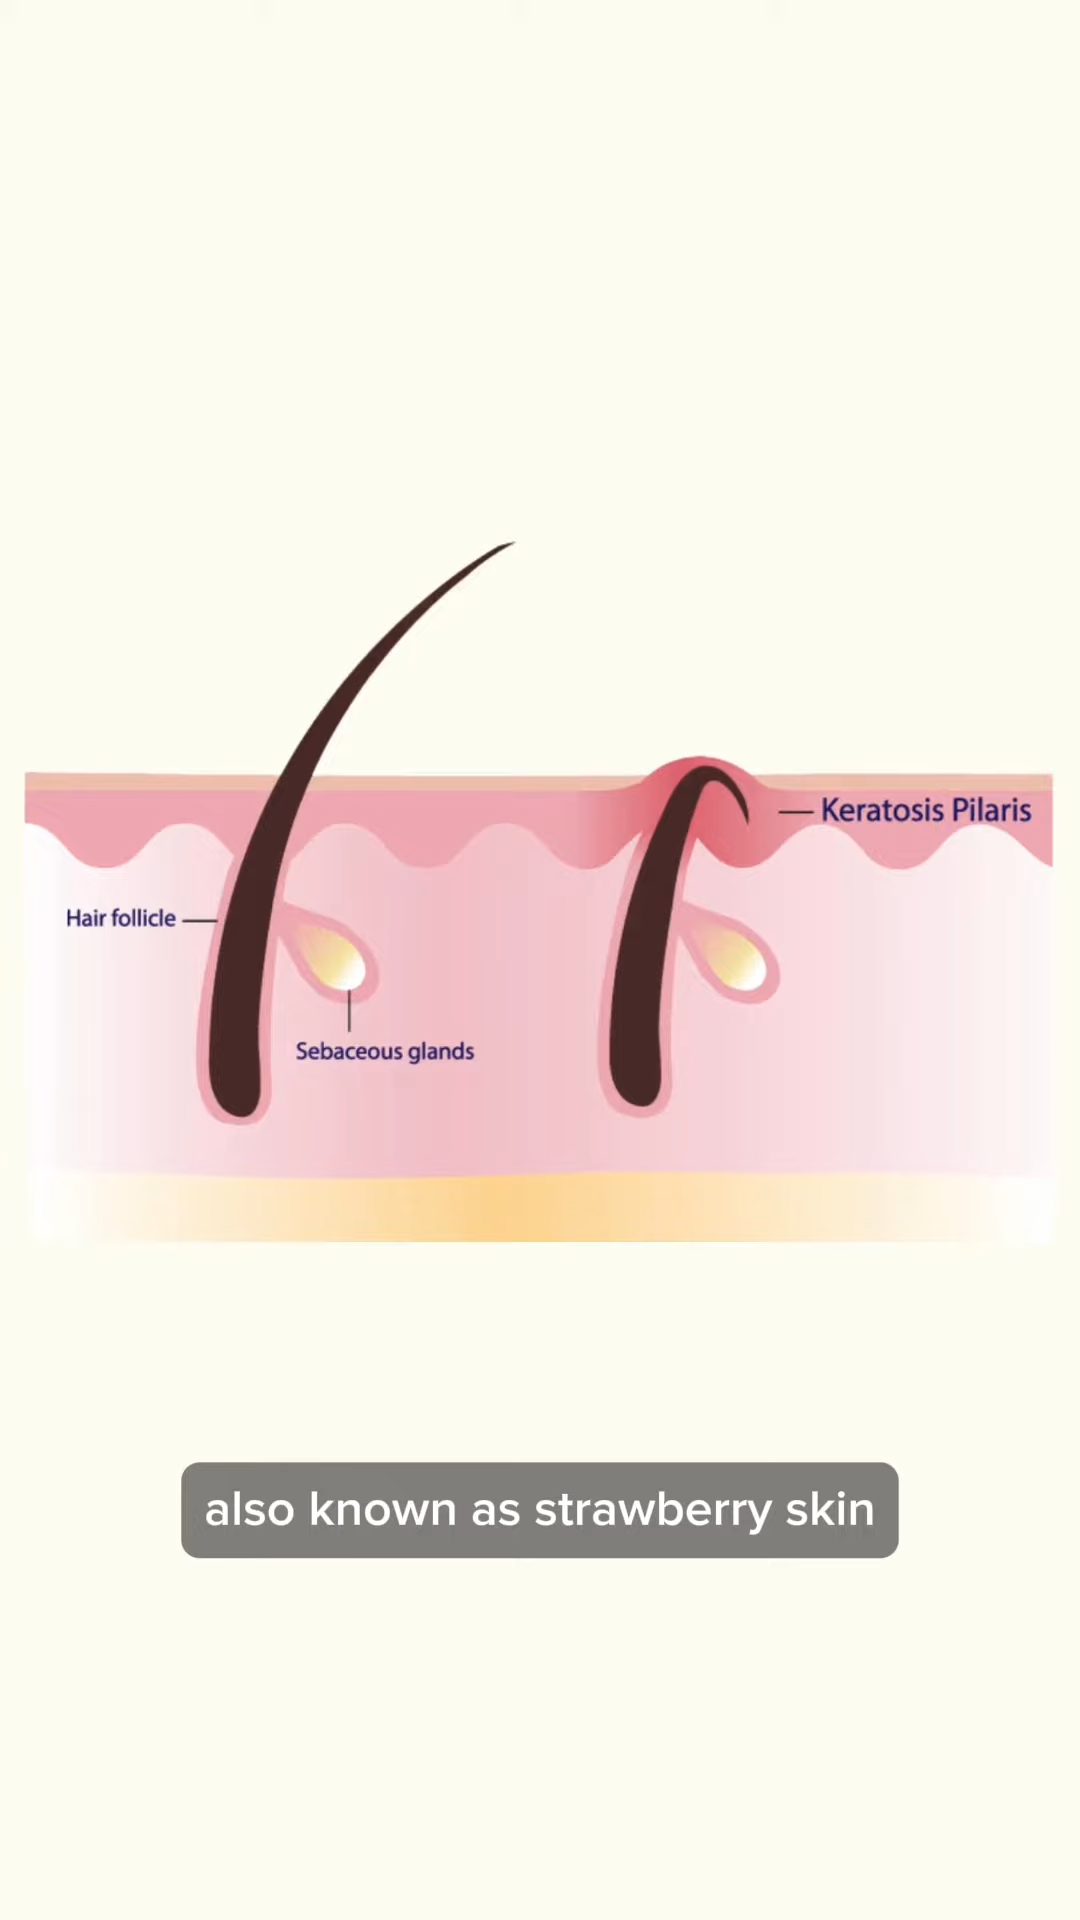 Keratosis Pilaris
Hair follicle
Sebaceous glands
also known as strawberry skin